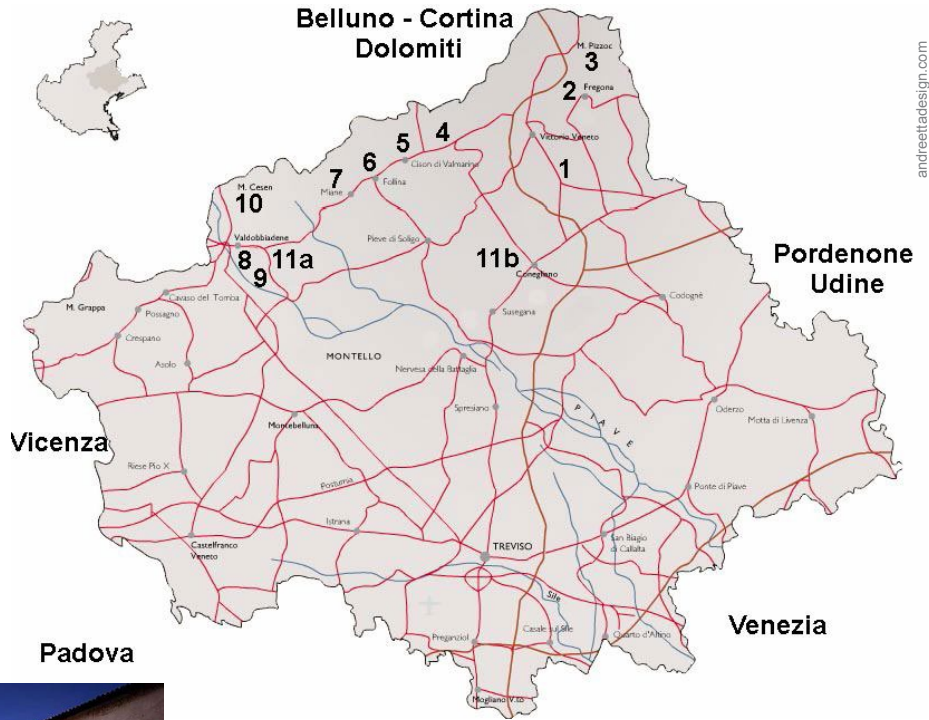 Belluno - Cortina
Dolomiti
andreettadesign.com
M. Pizzoc
3
2
Fregona
Vittorio Veneto
1
4
5
Cison di Valmarino
6
Follina
7
Miane
M. Cesen
10
Valdobbiadene
8
9
11a
Pieve di Soligo
11b
Conegliano
Pordenone
Udine
Codognè
Susegana
M. Grappa
Cavaso del Tomba
Possagno
Crespano
Asolo
MONTELLO
Nervesa della Battaglia
Spresiano
PIAVE
Oderzo
Motta di Livenza
Vicenza
Montebelluna
Riese Pio X
Postumia
Ponte di Piave
Istrana
Castelfranco
Veneto
TREVISO
San Biagio
di Callalta
Sile
Venezia
Padova
Preganziol
Casale sul Sile
Quarto d'Altino
Mogliano V.to